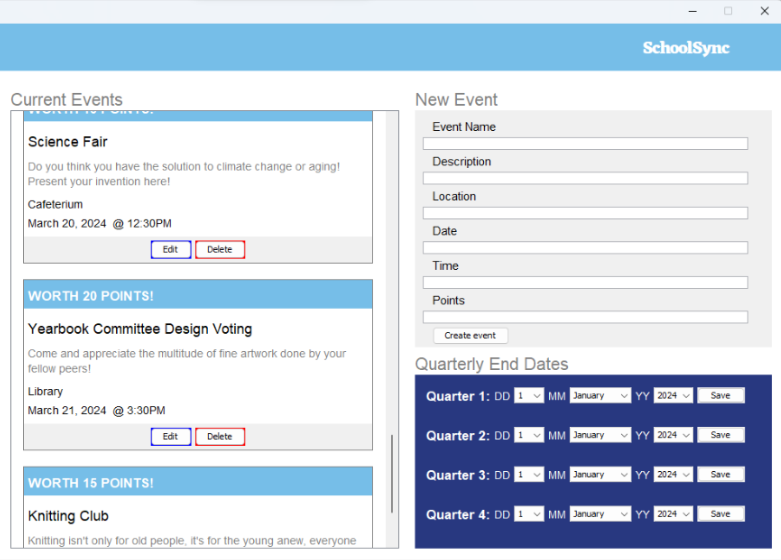 SchoolSync
Current Events
Science Fair
Do you think you have the solution to climate change or aging!
Present your invention here!
Cafeterium
March 20, 2024 @ 12:30PM
Edit Delete
WORTH 20 POINTS!
Yearbook Committee Design Voting
Come and appreciate the multitude of fine artwork done by your
fellow peers!
Library
March 21, 2024 @ 3:30PM
Edit Delete
WORTH 15 POINTS!
Knitting Club
Knitting isn't only for old people, it's for the young anew, everyone
New Event
Event Name
Description
Location
Date
Time
Points
Create event
Quarterly End Dates
Quarter 1: DD 1 MM January YY 2024 Save
Quarter 2: DD 1 MM January YY 2024 Save
Quarter 3: DD 1 MM January YY 2024 Save
Quarter 4: DD 1 MM January YY 2024 Save